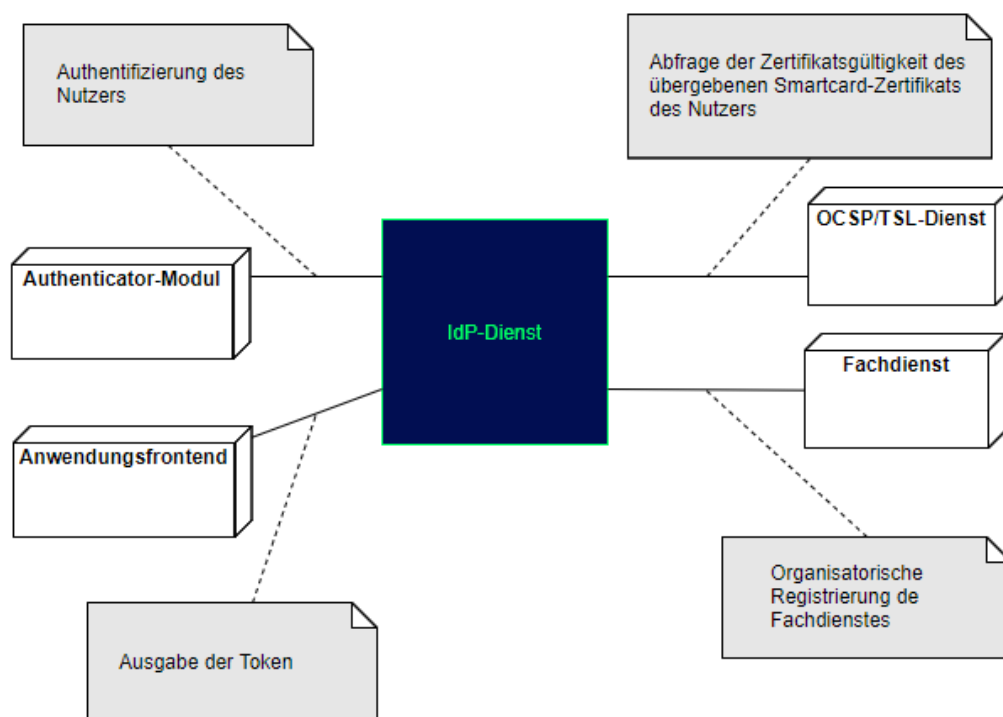 Authentifizierung des
Nutzers
Abfrage der Zertifikatsgültigkeit des
übergebenen Smartcard-Zertifikats
des Nutzers
OCSP/TSL-Dienst
Authenticator-Modul
IdP-Dienst
Fachdienst
Anwendungsfrontend
Organisatorische
Registrierung de
Fachdienstes
Ausgabe der Token